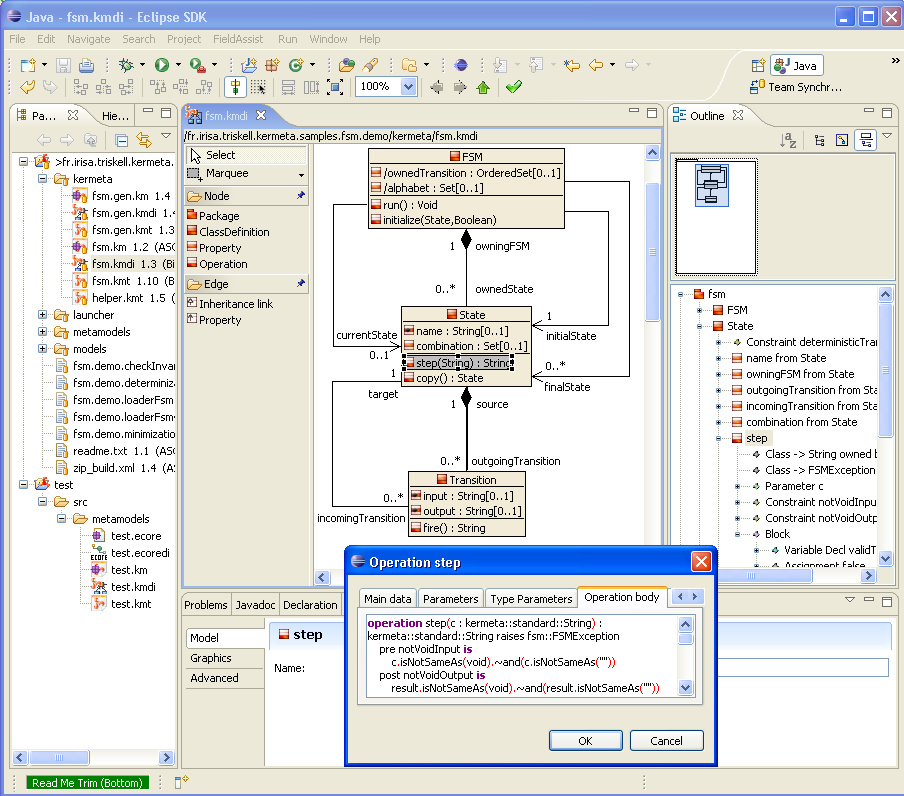 Java - fsm.kmdi - Eclipse SDK
File Edit Navigate Search Project FieldAssist Run Window Help
Java
100%
Team Synchr...
Pa...
Hie...
>fr.irisa.triskell.kermeta.
kermeta
fsm.gen.km 1.4
fsm.gen.kmdi 1.4
fsm.gen.kmt 1.3
fsm.km 1.2 (ASC
fsm.kmdi 1.3 (Bi
fsm.kmt 1.10 (B
helper.kmt 1.5 (
launcher
metamodels
models
fsm.demo.checkInvar
fsm.demo.determiniz
fsm.demo.loaderFsm
fsm.demo.loaderFsm
fsm.demo.minimization
readme.txt 1.1 (ASC
zip_build.xml 1.4 (AS
test
src
metamodels
test.ecore
test.ecoredi
test.km
test.kmdi
test.kmt
fsm.kmdi
/fr.irisa.triskell.kermeta.samples.fsm.demo/kermeta/fsm.kmdi
Select
Marquee
Node
Package
ClassDefinition
Property
Operation
Edge
Inheritance link
Property
FSM
/ownedTransition : OrderedSet[0..1]
/alphabet : Set[0..1]
run() : Void
initialize(State,Boolean)
1 owningFSM
0..* ownedState
State
name : String[0..1]
combination : Set[0..1]
step(String) : String
copy() : State
currentState
0..1
1
initialState
0..*
finalState
1
target
1 source
0..* outgoingTransition
0..*
incomingTransition
Transition
input : String[0..1]
output : String[0..1]
fire() : String
Outline
fsm
FSM
State
Constraint deterministicTra
name from State
owningFSM from State
outgoingTransition from Sta
incomingTransition from Sta
combination from State
step
Class -> String owned b
Class -> FSMException
Parameter c
Constraint notVoidInpu
Constraint notVoidOutp
Block
Variable Decl validT
Assignment false
Problems Javadoc Declaration
Model
Graphics
Advanced
step
Name:
Operation step
Main data Parameters Type Parameters Operation body
operation step(c : kermeta::standard::String) :
kermeta::standard::String raises fsm::FSMException
pre notVoidInput is
c.isNotSameAs(void).~and(c.isNotSameAs(""))
post notVoidOutput is
result.isNotSameAs(void).~and(result.isNotSameAs(""))
OK Cancel
Read Me Trim (Bottom)